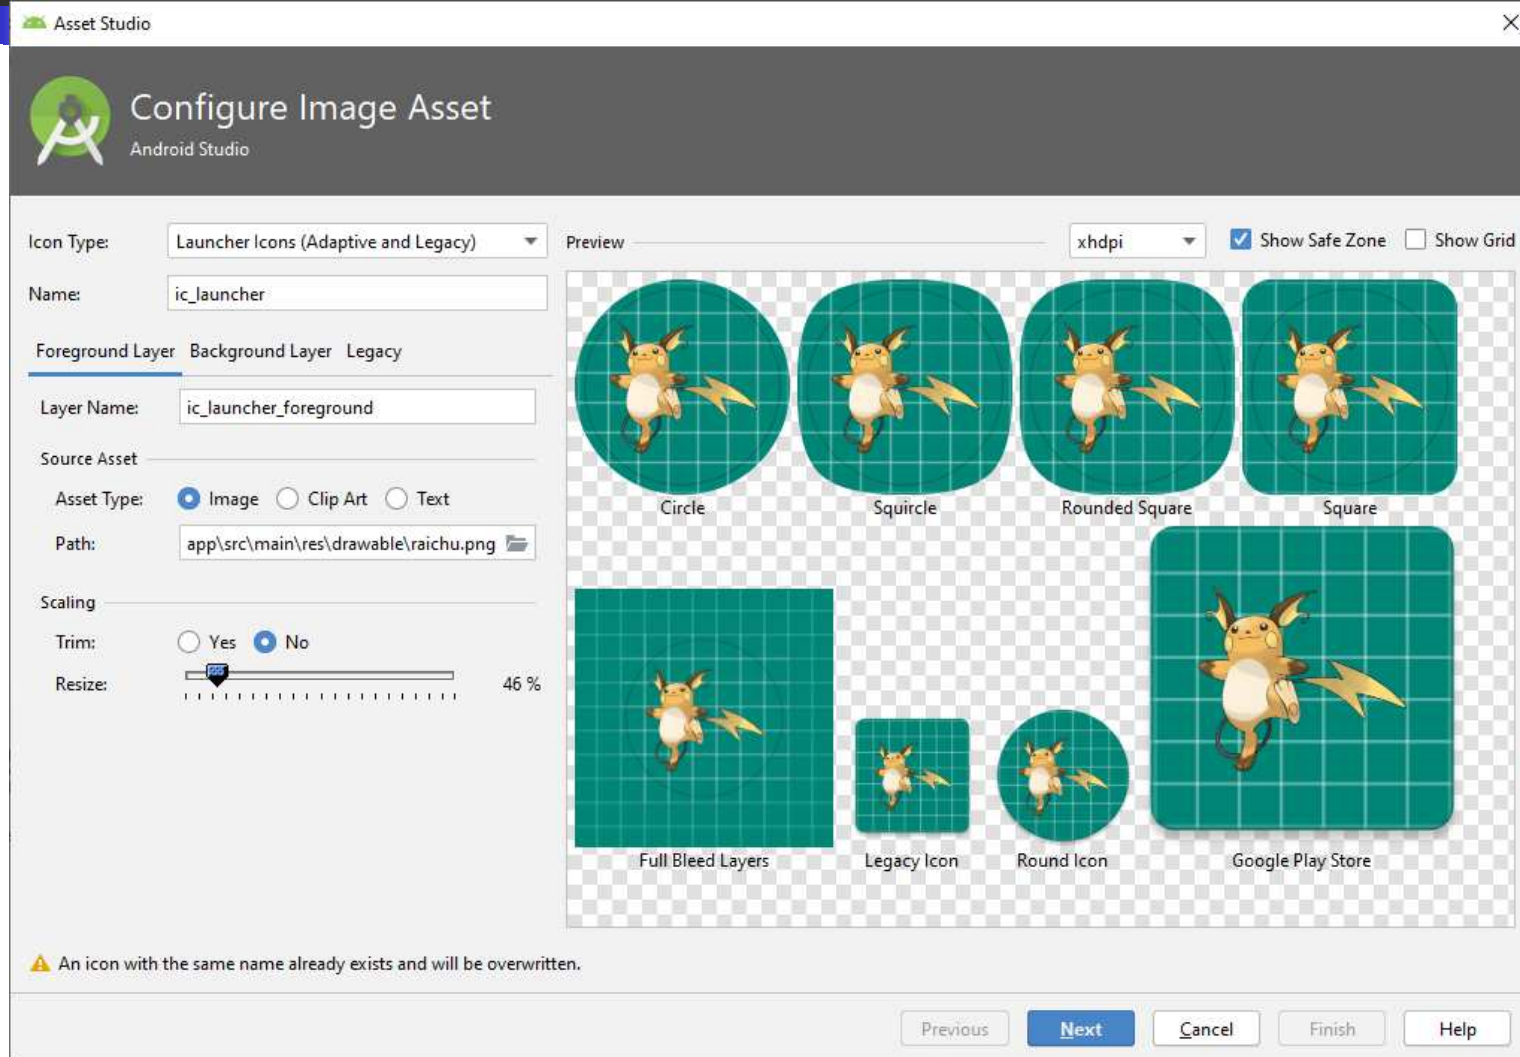 Asset Studio
Configure Image Asset
Android Studio
Icon Type: Launcher Icons (Adaptive and Legacy)
Name: ic_launcher
Foreground Layer Background Layer Legacy
Layer Name: ic_launcher_foreground
Source Asset
Asset Type: Image Clip Art Text
Path: app\src\main\res\drawable\raichu.png
Scaling
Trim: Yes No
Resize: 46 %
Preview xhdpi Show Safe Zone Show Grid
Circle Squircle Rounded Square Square
Full Bleed Layers Legacy Icon Round Icon Google Play Store
An icon with the same name already exists and will be overwritten.
Previous Next Cancel Finish Help